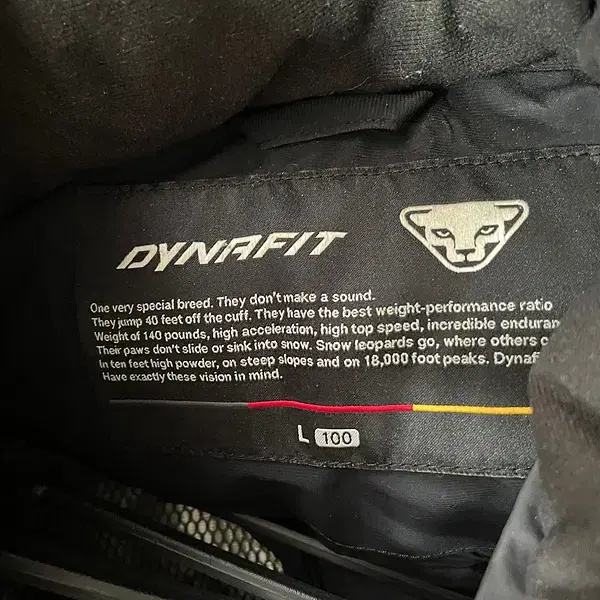 DYNAFIT
One very special breed. They don't make a sound.
They jump 40 feet off the cuff. They have the best weight-performance ratio
Weight of 140 pounds, high acceleration, high top speed, incredible enduran
Their paws don't slide or sink into snow. Snow leopards go, where others c
In ten feet high powder, on steep slopes and on 18,000 foot peaks. Dynafi
Have exactly these vision in mind.
L 100